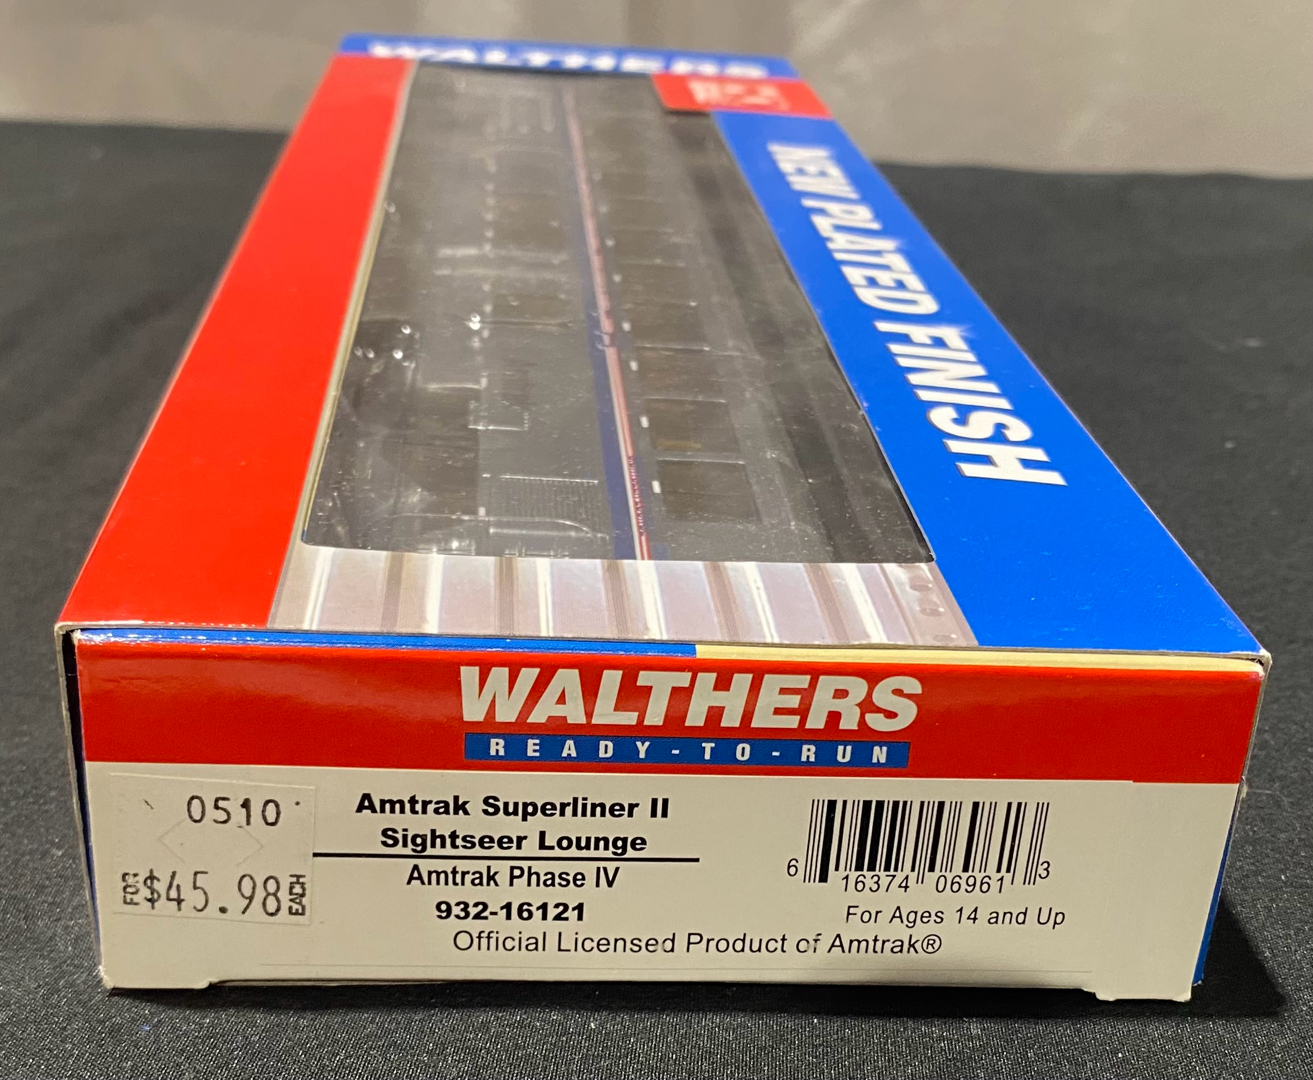 WALTHERS
NEW PLATED FINISH
WALTHERS
READY-TO-RUN
0510
FOR $45.98 EACH
Amtrak Superliner II
Sightseer Lounge
Amtrak Phase IV
932-16121
6 16374 06961 3
For Ages 14 and Up
Official Licensed Product of Amtrak®